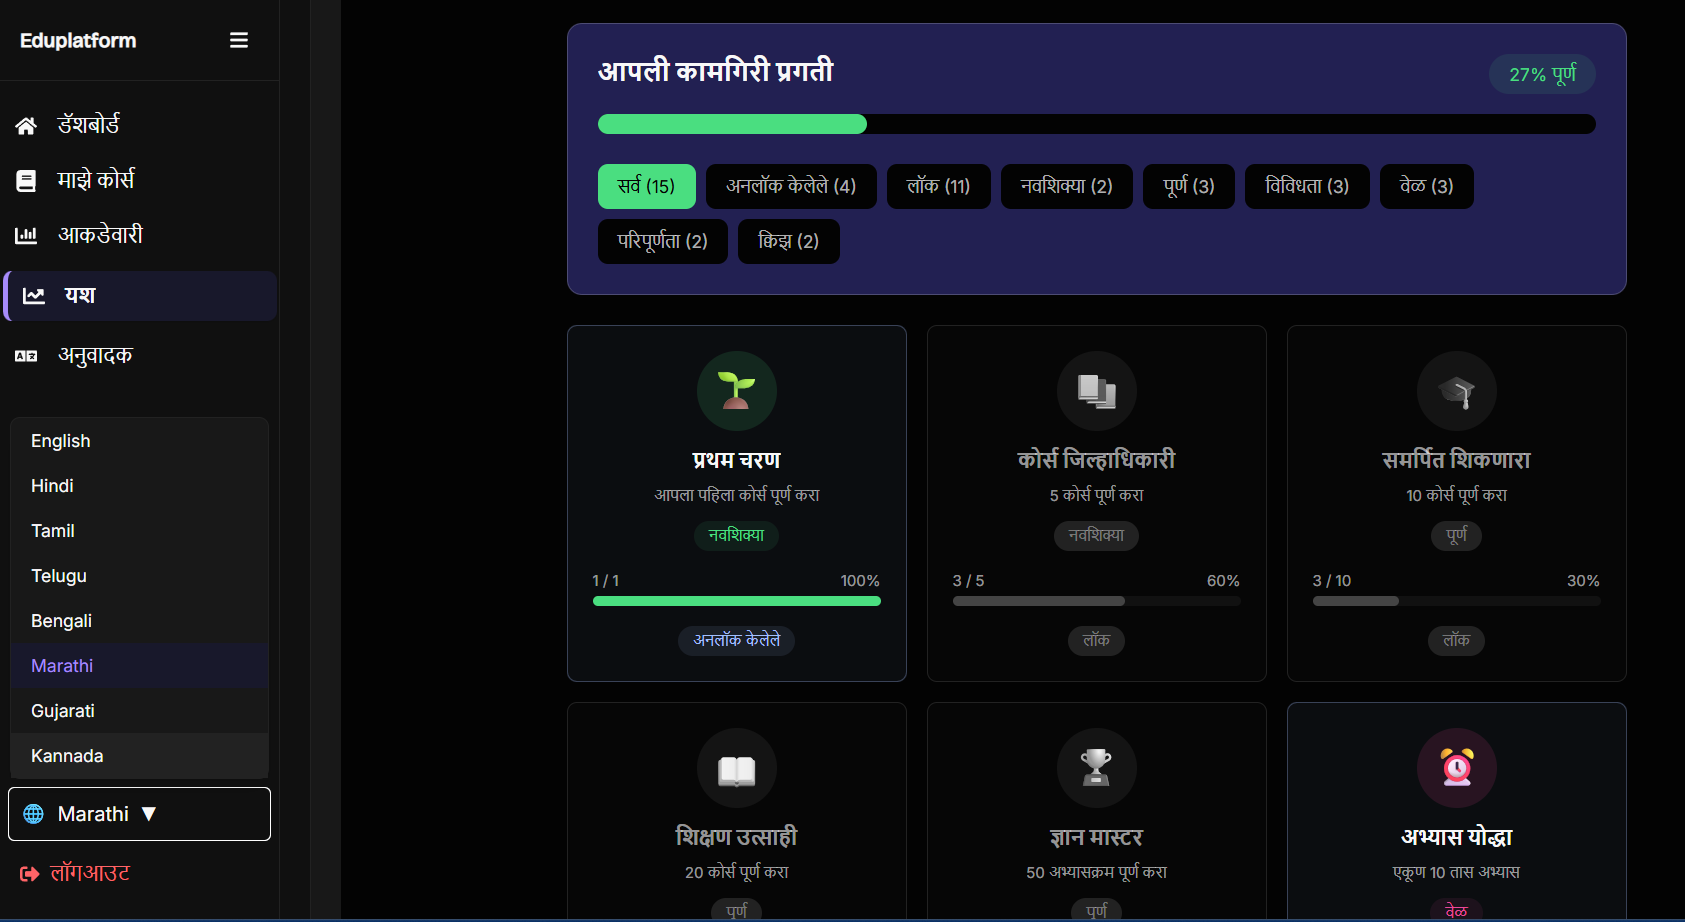 Eduplatform
डॅशबोर्ड
माझे कोर्स
आकडेवारी
यश
अनुवादक
English
Hindi
Tamil
Telugu
Bengali
Marathi
Gujarati
Kannada
Marathi ▼
लॉगआउट
आपली कामगिरी प्रगती
27% पूर्ण
सर्व (15) अनलॉक केलेले (4) लॉक (11) नवशिक्या (2) पूर्ण (3) विविधता (3) वेळ (3)
परिपूर्णता (2) क्विझ (2)
प्रथम चरण
आपला पहिला कोर्स पूर्ण करा
नवशिक्या
1 / 1 100%
अनलॉक केलेले
कोर्स जिल्हाधिकारी
5 कोर्स पूर्ण करा
नवशिक्या
3 / 5 60%
लॉक
समर्पित शिकणारा
10 कोर्स पूर्ण करा
पूर्ण
3 / 10 30%
लॉक
शिक्षण उत्साही
20 कोर्स पूर्ण करा
पूर्ण
ज्ञान मास्टर
50 अभ्यासक्रम पूर्ण करा
पूर्ण
अभ्यास योद्धा
एकूण 10 तास अभ्यास
वेळ